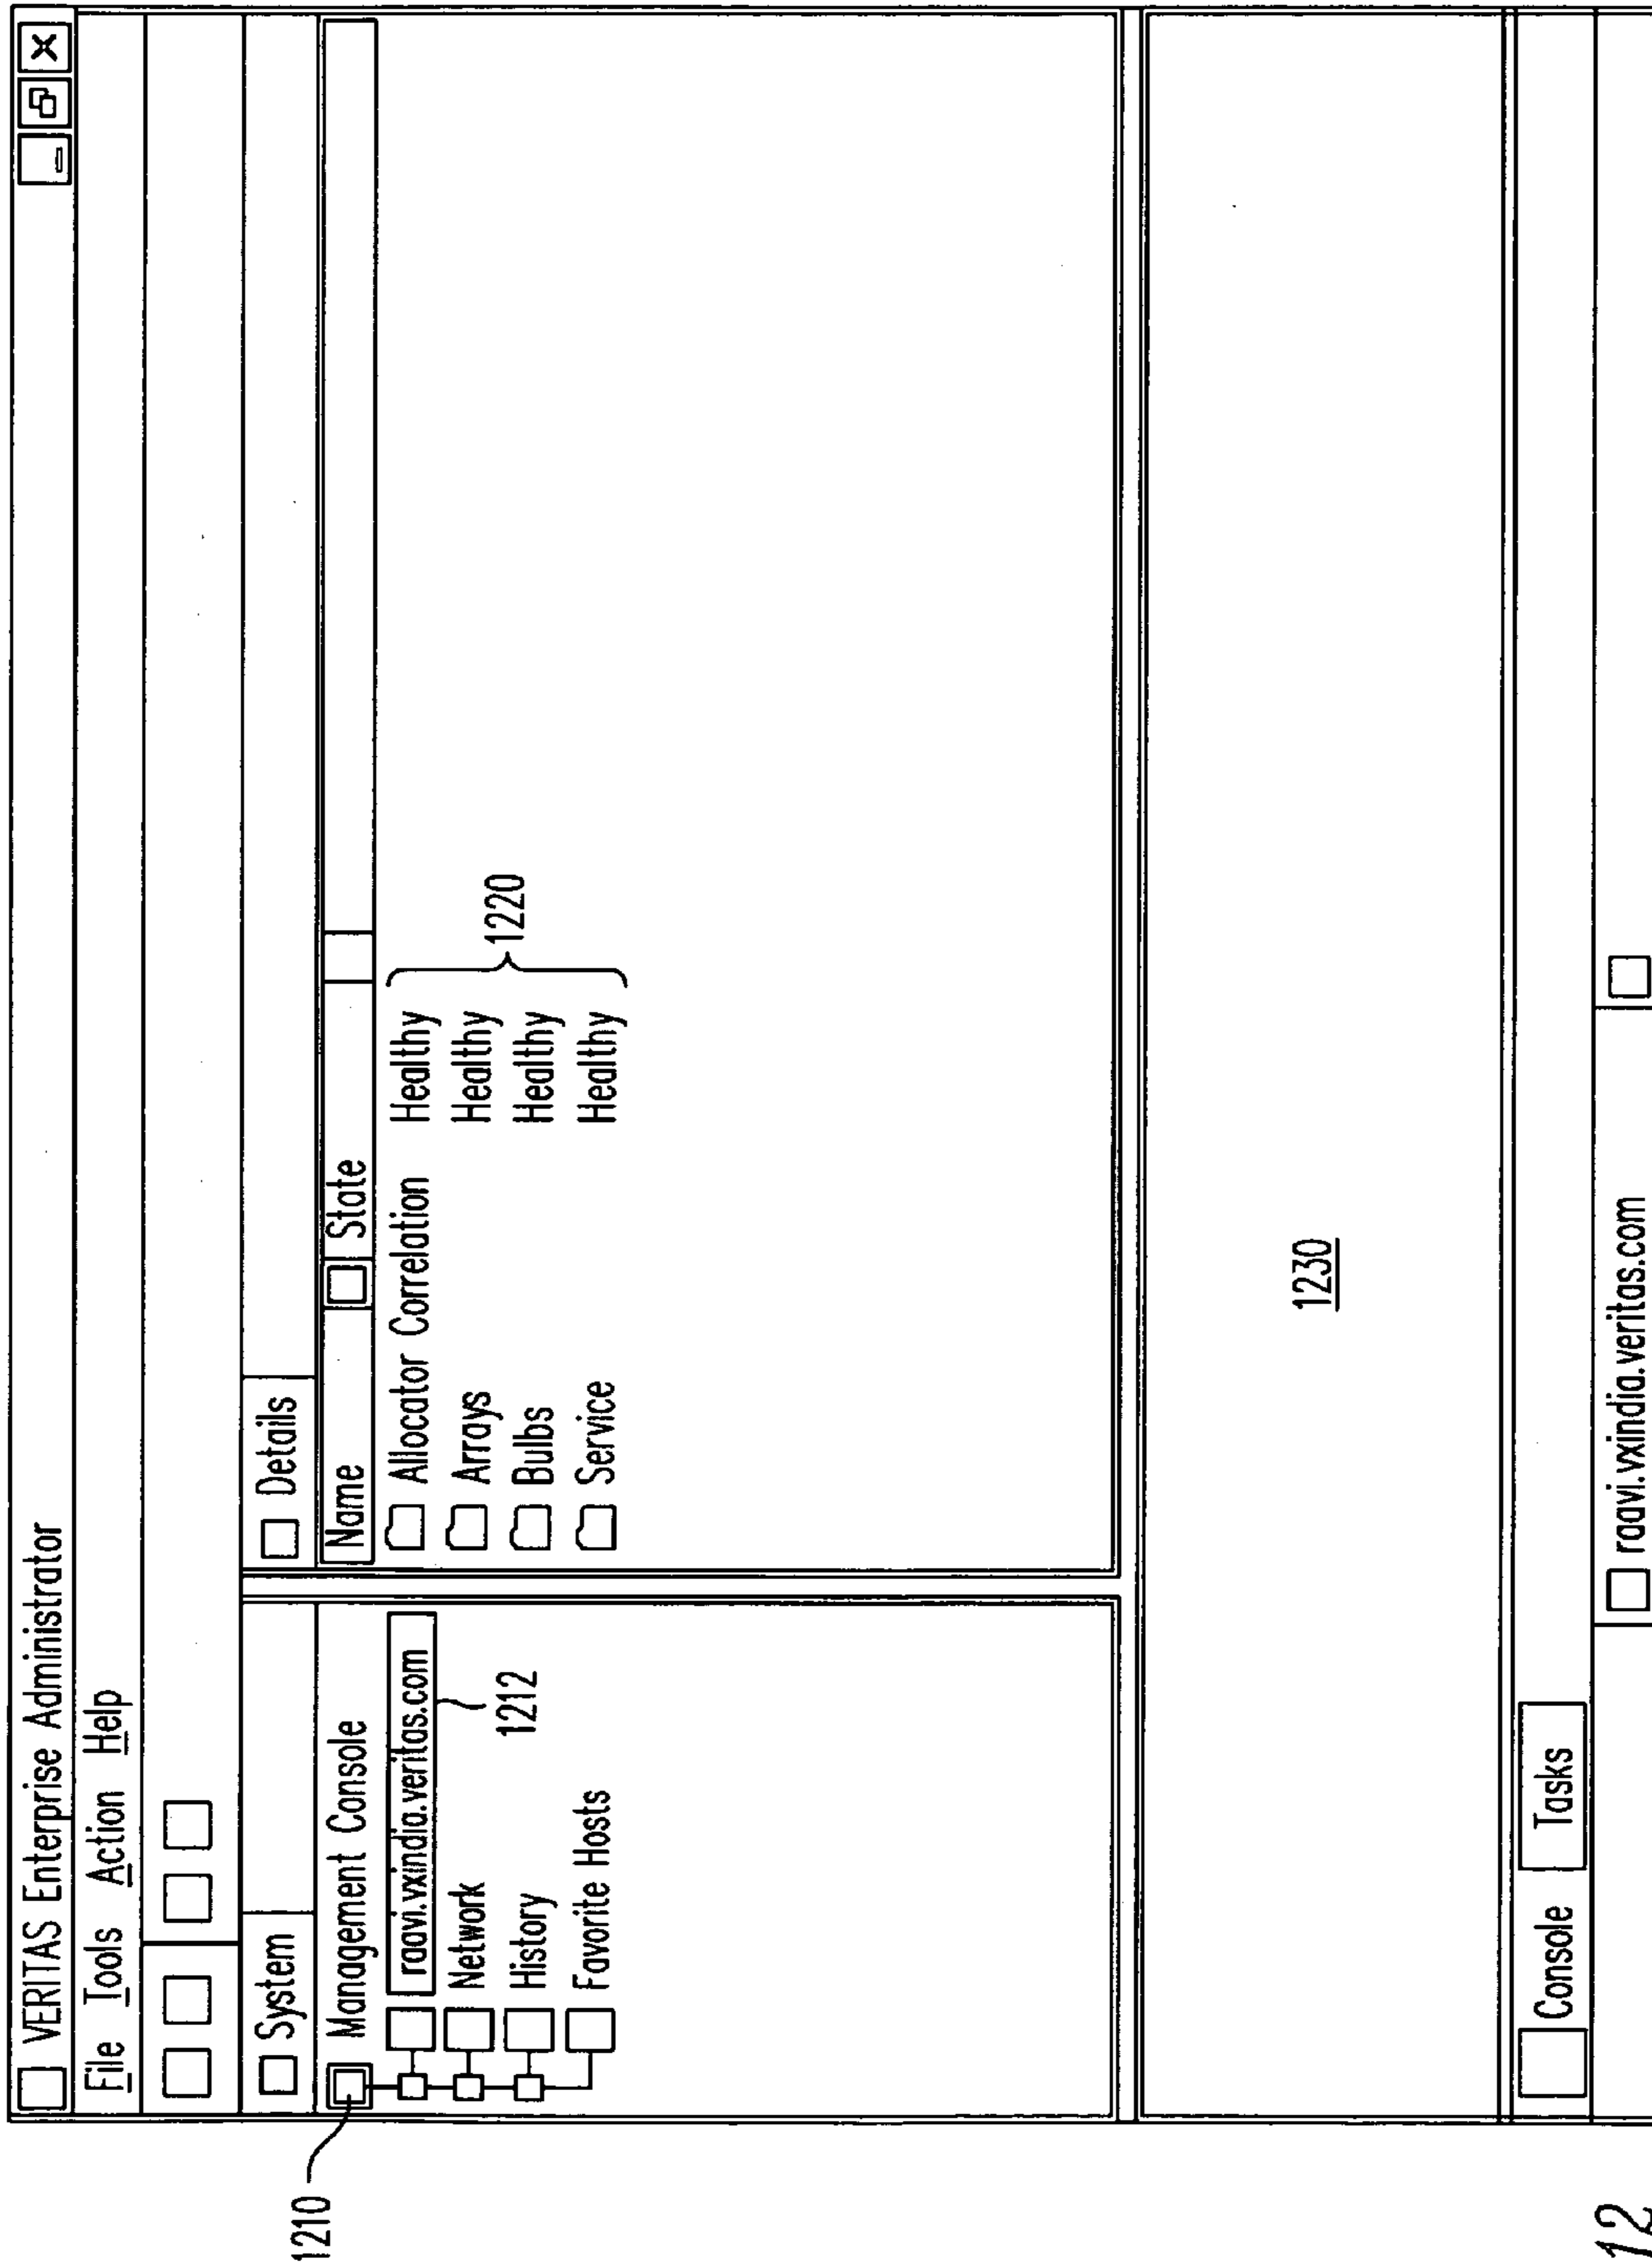 VERITAS Enterprise Administrator
File Tools Action Help
System
Details
1210
Management Console
Name State
raavi.vxindia.veritas.com
Allocator Correlation Healthy
Network
Arrays Healthy
1212
1220
History
Bulbs Healthy
Favorite Hosts
Service Healthy
1230
Console Tasks
raavi.vxindia.veritas.com
12